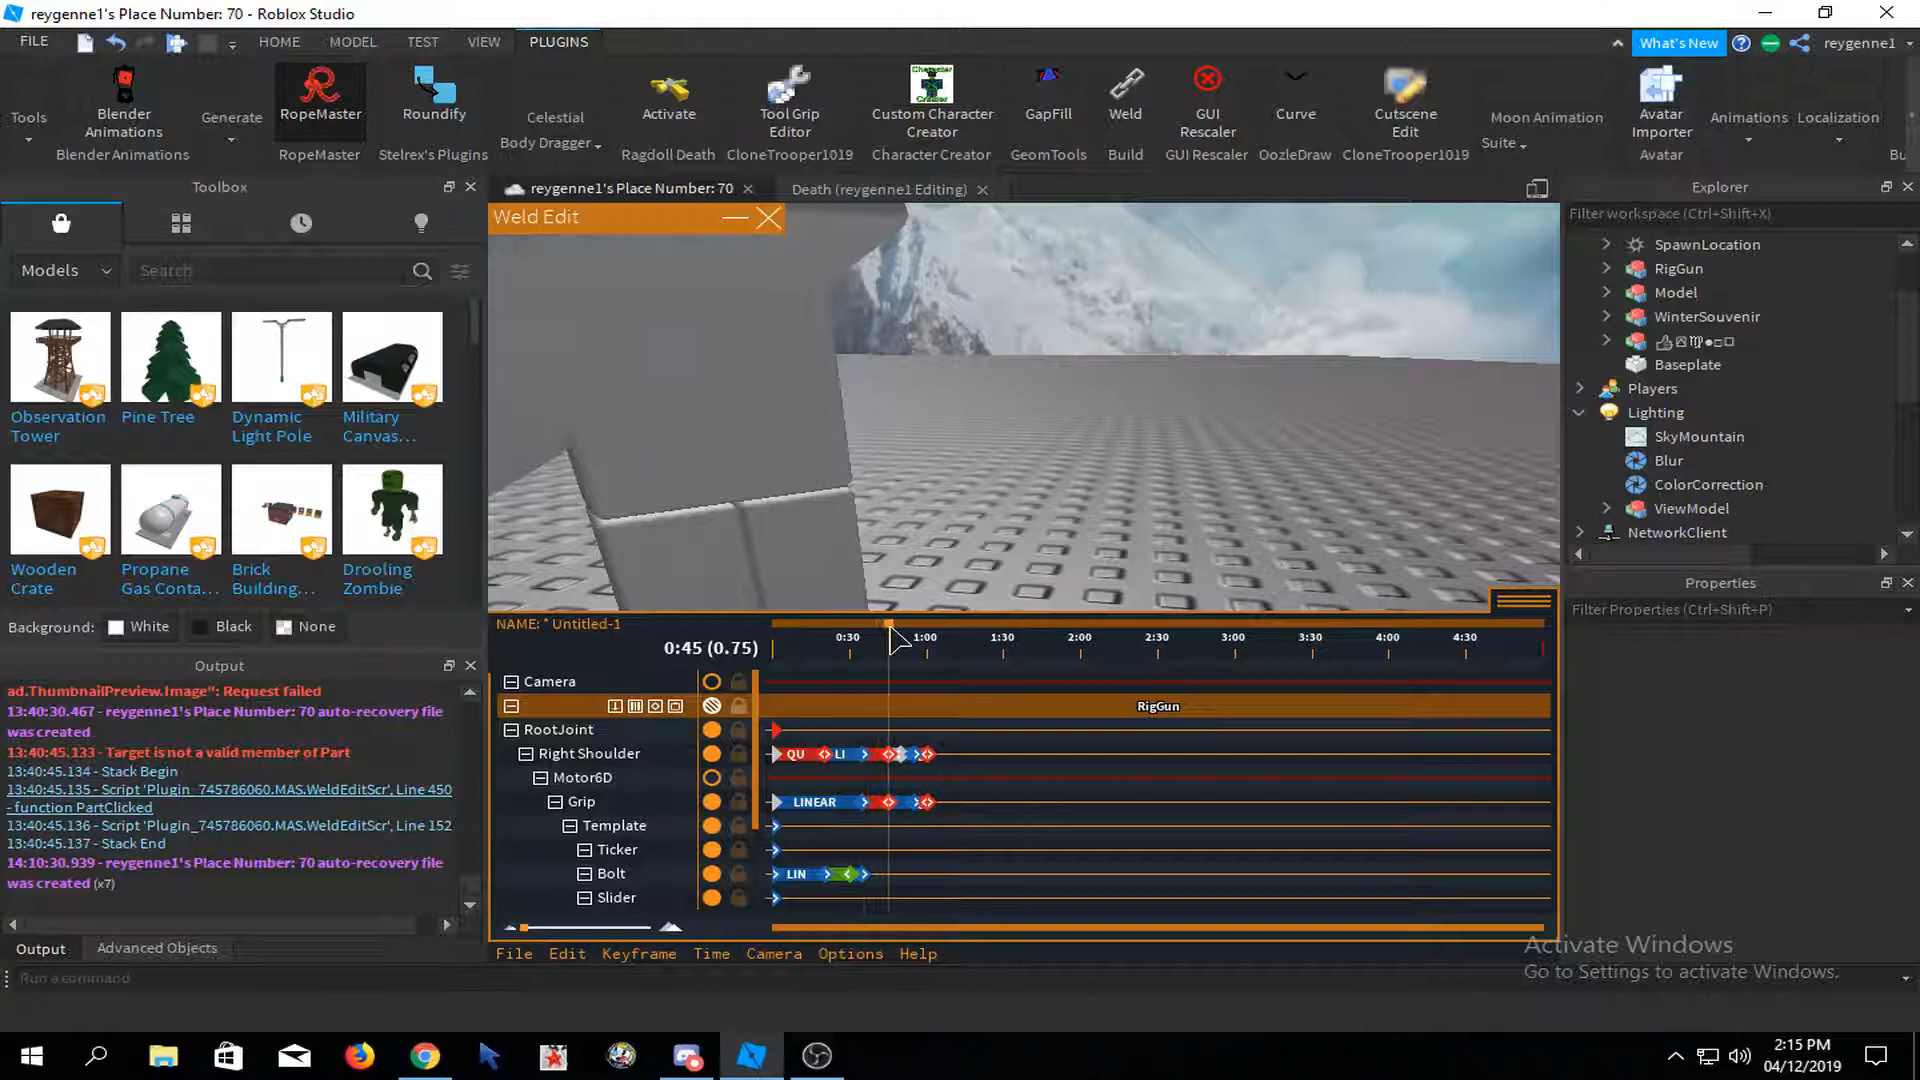 reygenne1's Place Number: 70 - Roblox Studio
FILE
HOME
MODEL
TEST
VIEW
PLUGINS
What's New
reygenne1
Tools
Blender
Animations
Generate
RopeMaster
Roundify
Celestial
Body Dragger
Activate
Tool Grip
Editor
Character
Creator
Custom Character
Creator
GapFill
Weld
GUI
Rescaler
Curve
Cutscene
Edit
Moon Animation
Suite
Avatar
Importer
Animations
Localization
Blender Animations
RopeMaster
Stelrex's Plugins
Ragdoll Death
CloneTrooper1019
Character Creator
GeomTools
Build
GUI Rescaler
OozleDraw
CloneTrooper1019
Avatar
Bu
Toolbox
Models
Search
Observation
Tower
Pine Tree
Dynamic
Light Pole
Military
Canvas...
Wooden
Crate
Propane
Gas Conta...
Brick
Building...
Drooling
Zombie
Background:
White
Black
None
Output
ad.ThumbnailPreview.Image": Request failed
13:40:30.467 - reygenne1's Place Number: 70 auto-recovery file
was created
13:40:45.133 - Target is not a valid member of Part
13:40:45.134 - Stack Begin
13:40:45.135 - Script 'Plugin_745786060.MAS.WeldEditScr', Line 450
- function PartClicked
13:40:45.136 - Script 'Plugin_745786060.MAS.WeldEditScr', Line 152
13:40:45.137 - Stack End
14:10:30.939 - reygenne1's Place Number: 70 auto-recovery file
was created (x7)
Output
Advanced Objects
Run a command
reygenne1's Place Number: 70
Death (reygenne1 Editing)
Weld Edit
NAME: * Untitled-1
0:45 (0.75)
0:30
1:00
1:30
2:00
2:30
3:00
3:30
4:00
4:30
Camera
RigGun
RootJoint
Right Shoulder
QU
LI
Motor6D
Grip
LINEAR
Template
Ticker
Bolt
LIN
Slider
File
Edit
Keyframe
Time
Camera
Options
Help
Explorer
Filter workspace (Ctrl+Shift+X)
SpawnLocation
RigGun
Model
WinterSouvenir
Baseplate
Players
Lighting
SkyMountain
Blur
ColorCorrection
ViewModel
NetworkClient
Properties
Filter Properties (Ctrl+Shift+P)
Activate Windows
Go to Settings to activate Windows.
2:15 PM
04/12/2019